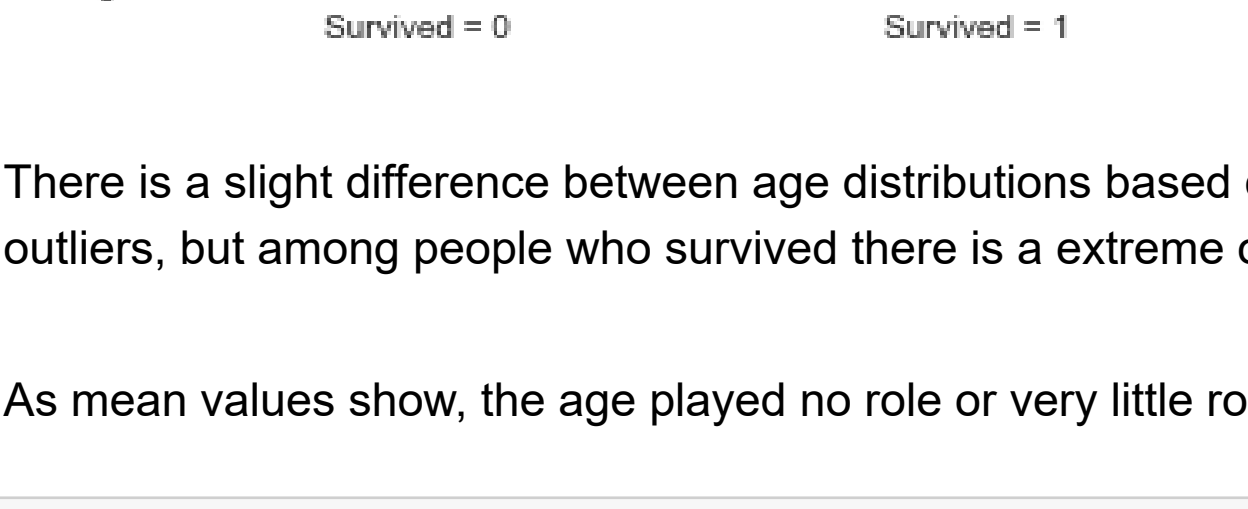 Survived = 0 Survived = 1
There is a slight difference between age distributions based
outliers, but among people who survived there is a extreme
As mean values show, the age played no role or very little ro